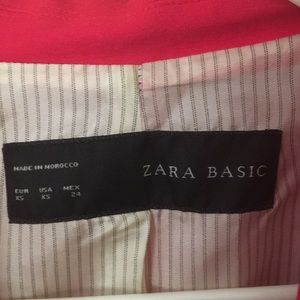 MADE IN MOROCCO
ZARA BASIC
EUR USA MEX
XS XS 24